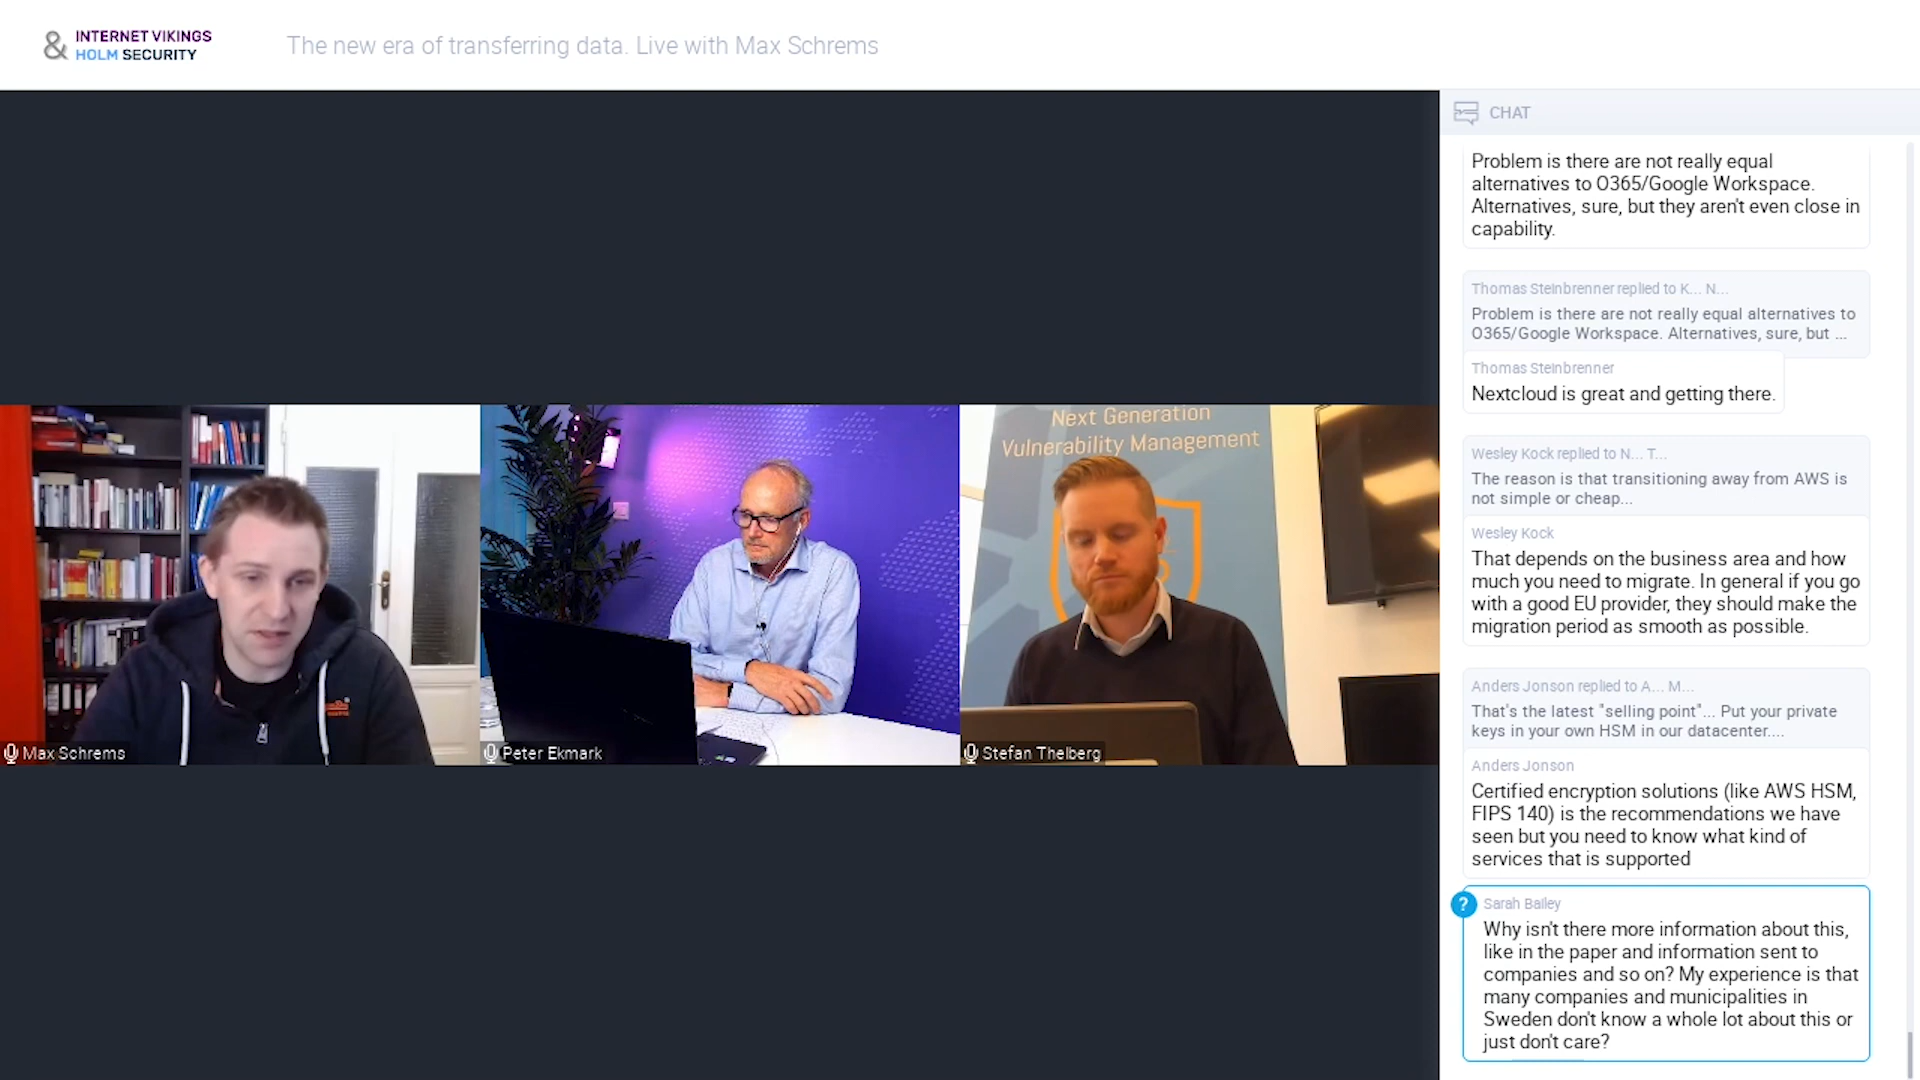 & INTERNET VIKINGS
HOLM SECURITY
The new era of transferring data. Live with Max Schrems
CHAT
Problem is there are not really equal
alternatives to O365/Google Workspace.
Alternatives, sure, but they aren't even close in
capability.
Thomas Steinbrenner replied to K... N...
Problem is there are not really equal alternatives to
O365/Google Workspace. Alternatives, sure, but ...
Thomas Steinbrenner
Nextcloud is great and getting there.
Wesley Kock replied to N... T...
The reason is that transitioning away from AWS is
not simple or cheap...
Wesley Kock
That depends on the business area and how
much you need to migrate. In general if you go
with a good EU provider, they should make the
migration period as smooth as possible.
Anders Jonson replied to A... M...
That's the latest "selling point"... Put your private
keys in your own HSM in our datacenter....
Anders Jonson
Certified encryption solutions (like AWS HSM,
FIPS 140) is the recommendations we have
seen but you need to know what kind of
services that is supported
?
Sarah Bailey
Why isn't there more information about this,
like in the paper and information sent to
companies and so on? My experience is that
many companies and municipalities in
Sweden don't know a whole lot about this or
just don't care?
Next Generation
Vulnerability Management
Max Schrems
Peter Ekmark
Stefan Thelberg